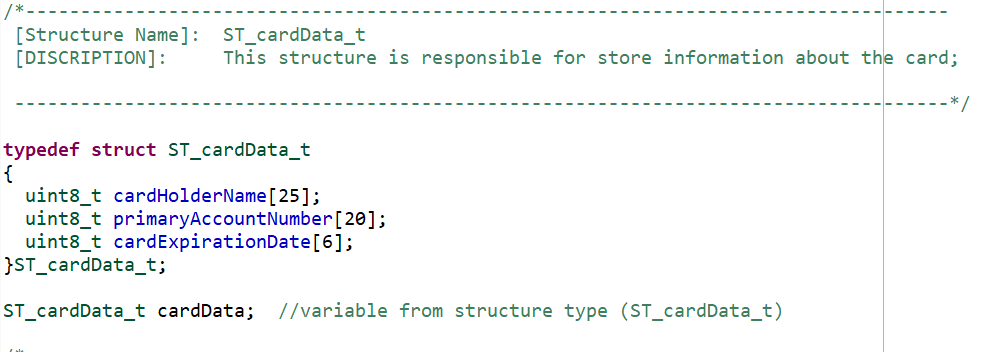 /*-------------------------------------------------------------------------------------
[Structure Name]:  ST_cardData_t
[DISCRIPTION]:     This structure is responsible for store information about the card;
-------------------------------------------------------------------------------------*/
typedef struct ST_cardData_t
{
  uint8_t cardHolderName[25];
  uint8_t primaryAccountNumber[20];
  uint8_t cardExpirationDate[6];
}ST_cardData_t;
ST_cardData_t cardData;  //variable from structure type (ST_cardData_t)